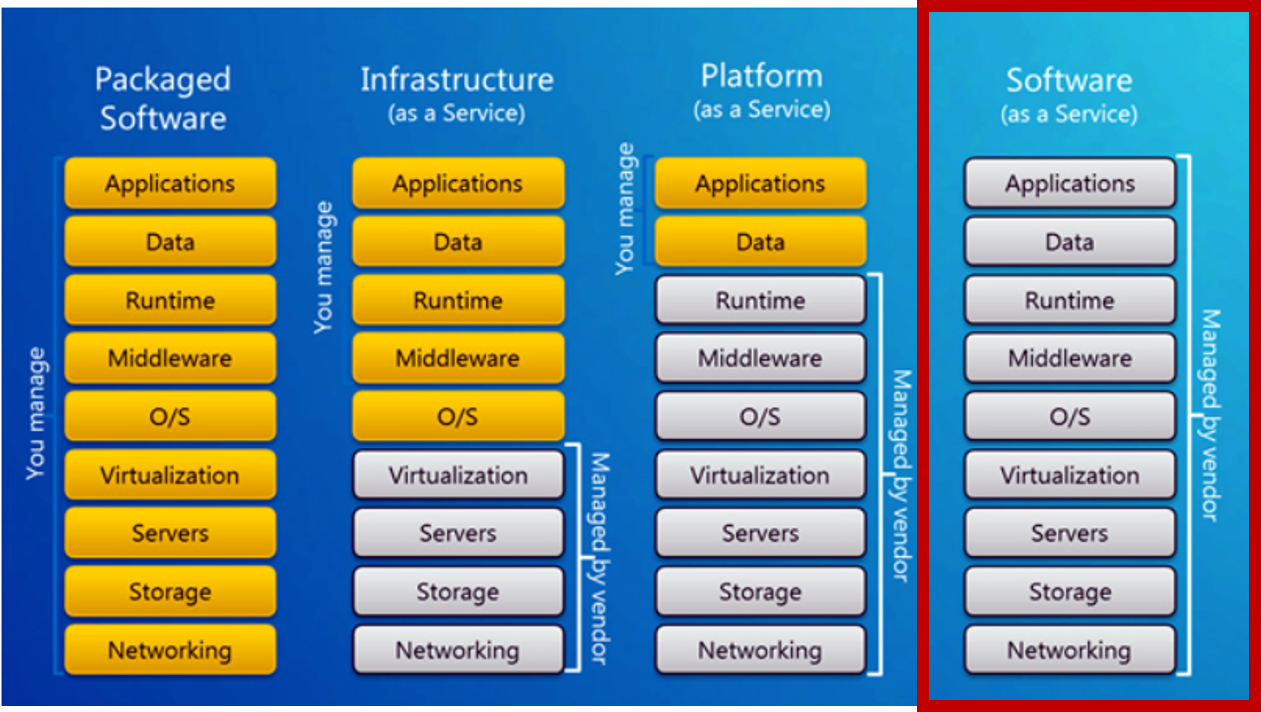 Packaged
Software
You manage
Applications
Data
Runtime
Middleware
O/S
Virtualization
Servers
Storage
Networking
Infrastructure
(as a Service)
You manage
Applications
Data
Runtime
Middleware
O/S
Virtualization
Servers
Storage
Networking
Managed by vendor
Platform
(as a Service)
You manage
Applications
Data
Runtime
Middleware
O/S
Virtualization
Servers
Storage
Networking
Managed by vendor
Software
(as a Service)
Applications
Data
Runtime
Middleware
O/S
Virtualization
Servers
Storage
Networking
Managed by vendor